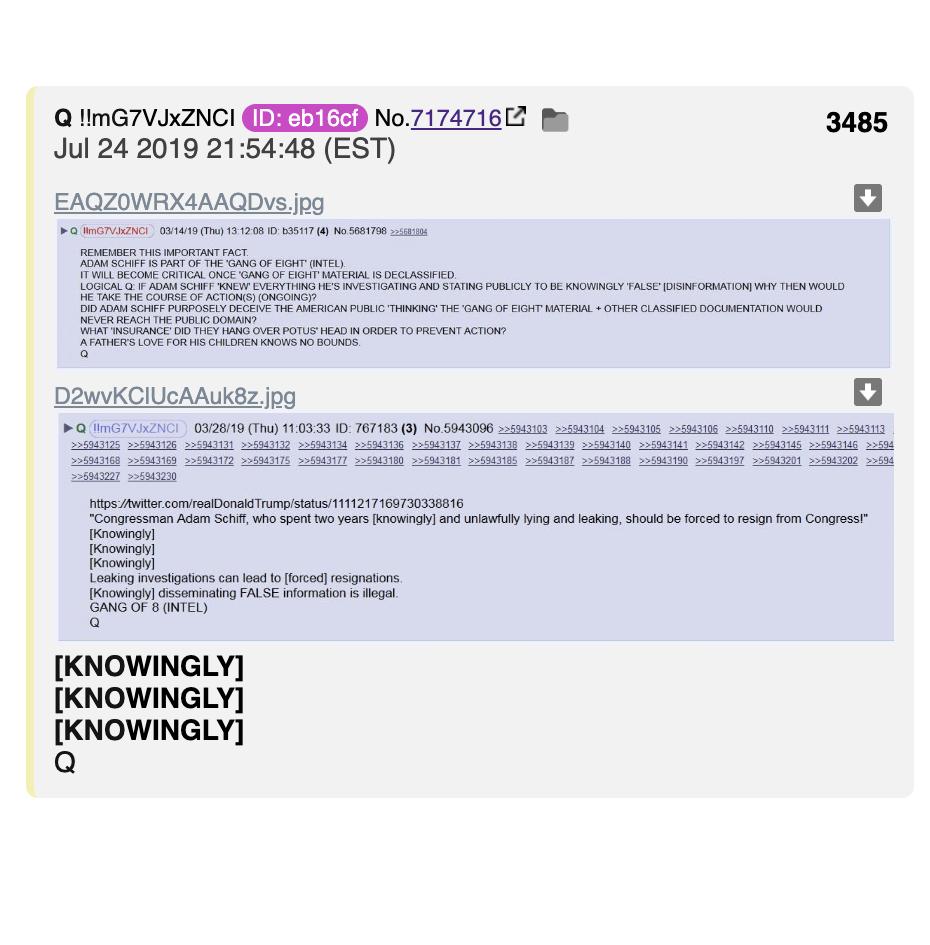 Q !!mG7VJxZNCI ID: eb16cf No.7174716
3485
Jul 24 2019 21:54:48 (EST)
EAQZ0WRX4AAQDvs.jpg
▶ Q !!mG7VJxZNCI 03/14/19 (Thu) 13:12:08 ID: b35117 (4) No.5681798 >>5681804
REMEMBER THIS IMPORTANT FACT.
ADAM SCHIFF IS PART OF THE 'GANG OF EIGHT' (INTEL).
IT WILL BECOME CRITICAL ONCE 'GANG OF EIGHT' MATERIAL IS DECLASSIFIED.
LOGICAL Q: IF ADAM SCHIFF 'KNEW' EVERYTHING HE'S INVESTIGATING AND STATING PUBLICLY TO BE KNOWINGLY 'FALSE' [DISINFORMATION] WHY THEN WOULD
HE TAKE THE COURSE OF ACTION(S) (ONGOING)?
DID ADAM SCHIFF PURPOSELY DECEIVE THE AMERICAN PUBLIC 'THINKING' THE 'GANG OF EIGHT' MATERIAL + OTHER CLASSIFIED DOCUMENTATION WOULD
NEVER REACH THE PUBLIC DOMAIN?
WHAT 'INSURANCE' DID THEY HANG OVER POTUS' HEAD IN ORDER TO PREVENT ACTION?
A FATHER'S LOVE FOR HIS CHILDREN KNOWS NO BOUNDS.
Q
D2wvKClUcAAuk8z.jpg
▶ Q !!mG7VJxZNCI 03/28/19 (Thu) 11:03:33 ID: 767183 (3) No.5943096 >>5943103 >>5943104 >>5943105 >>5943106 >>5943110 >>5943111 >>5943113
>>5943125 >>5943126 >>5943131 >>5943132 >>5943134 >>5943136 >>5943137 >>5943138 >>5943139 >>5943140 >>5943141 >>5943142 >>5943145 >>5943146 >>594
>>5943168 >>5943169 >>5943172 >>5943175 >>5943177 >>5943180 >>5943181 >>5943185 >>5943187 >>5943188 >>5943190 >>5943197 >>5943201 >>5943202 >>594
>>5943227 >>5943230
https://twitter.com/realDonaldTrump/status/1111217169730338816
"Congressman Adam Schiff, who spent two years [knowingly] and unlawfully lying and leaking, should be forced to resign from Congress!"
[Knowingly]
[Knowingly]
[Knowingly]
Leaking investigations can lead to [forced] resignations.
[Knowingly] disseminating FALSE information is illegal.
GANG OF 8 (INTEL)
Q
[KNOWINGLY]
[KNOWINGLY]
[KNOWINGLY]
Q